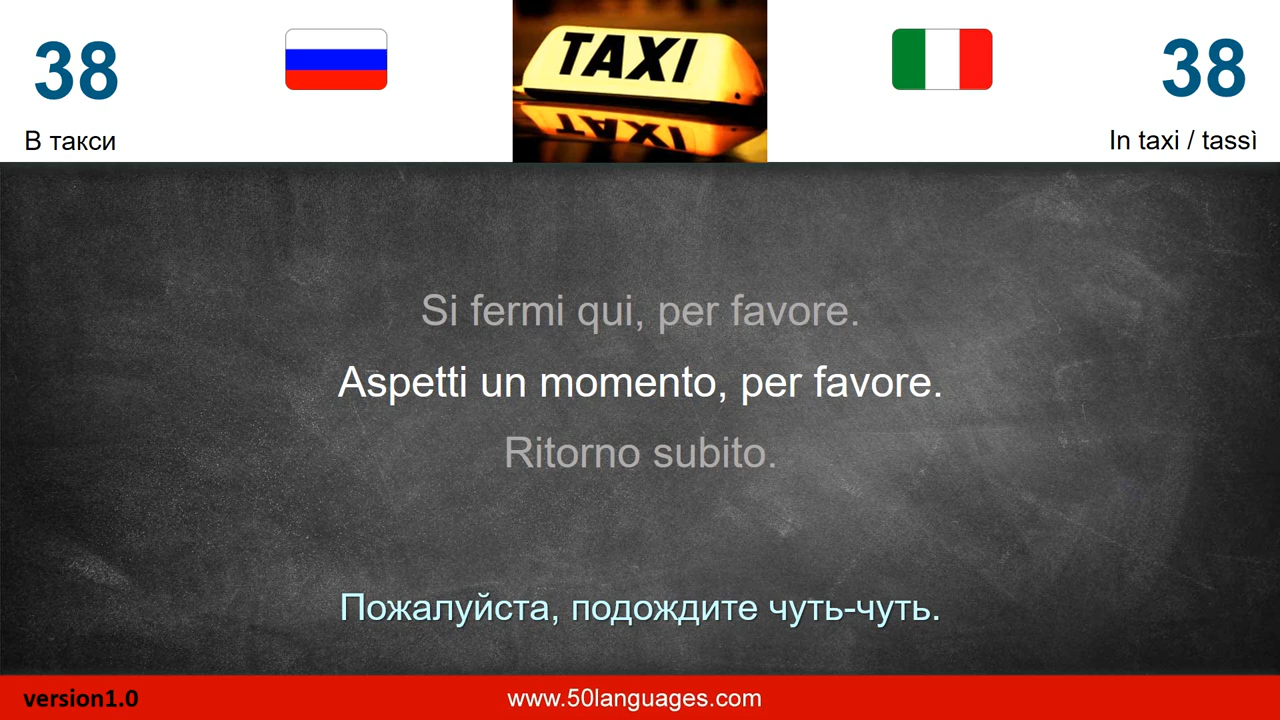 38
38
В такси
In taxi / tassì
TAXI
Si fermi qui, per favore.
Aspetti un momento, per favore.
Ritorno subito.
Пожалуйста, подождите чуть-чуть.
version1.0
www.50languages.com